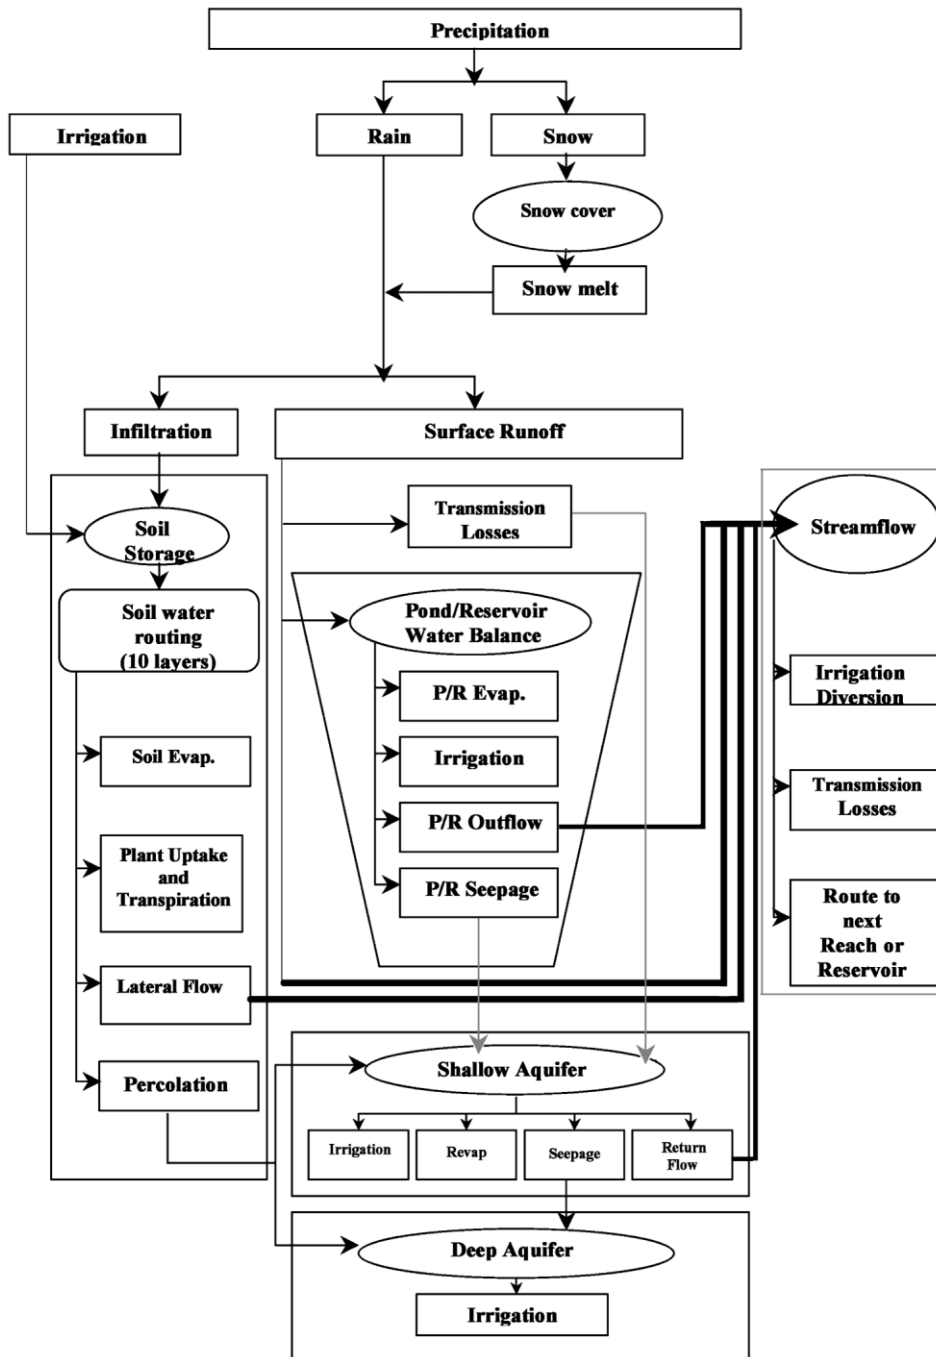 Precipitation
Irrigation
Rain
Snow
Snow cover
Snow melt
Infiltration
Surface Runoff
Soil
Storage
Transmission
Losses
Streamflow
Soil water
routing
(10 layers)
Pond/Reservoir
Water Balance
P/R Evap.
Irrigation
P/R Outflow
P/R Seepage
Irrigation
Diversion
Transmission
Losses
Route to
next
Reach or
Reservoir
Soil Evap.
Plant Uptake
and
Transpiration
Lateral Flow
Percolation
Shallow Aquifer
Irrigation
Revap
Seepage
Return
Flow
Deep Aquifer
Irrigation